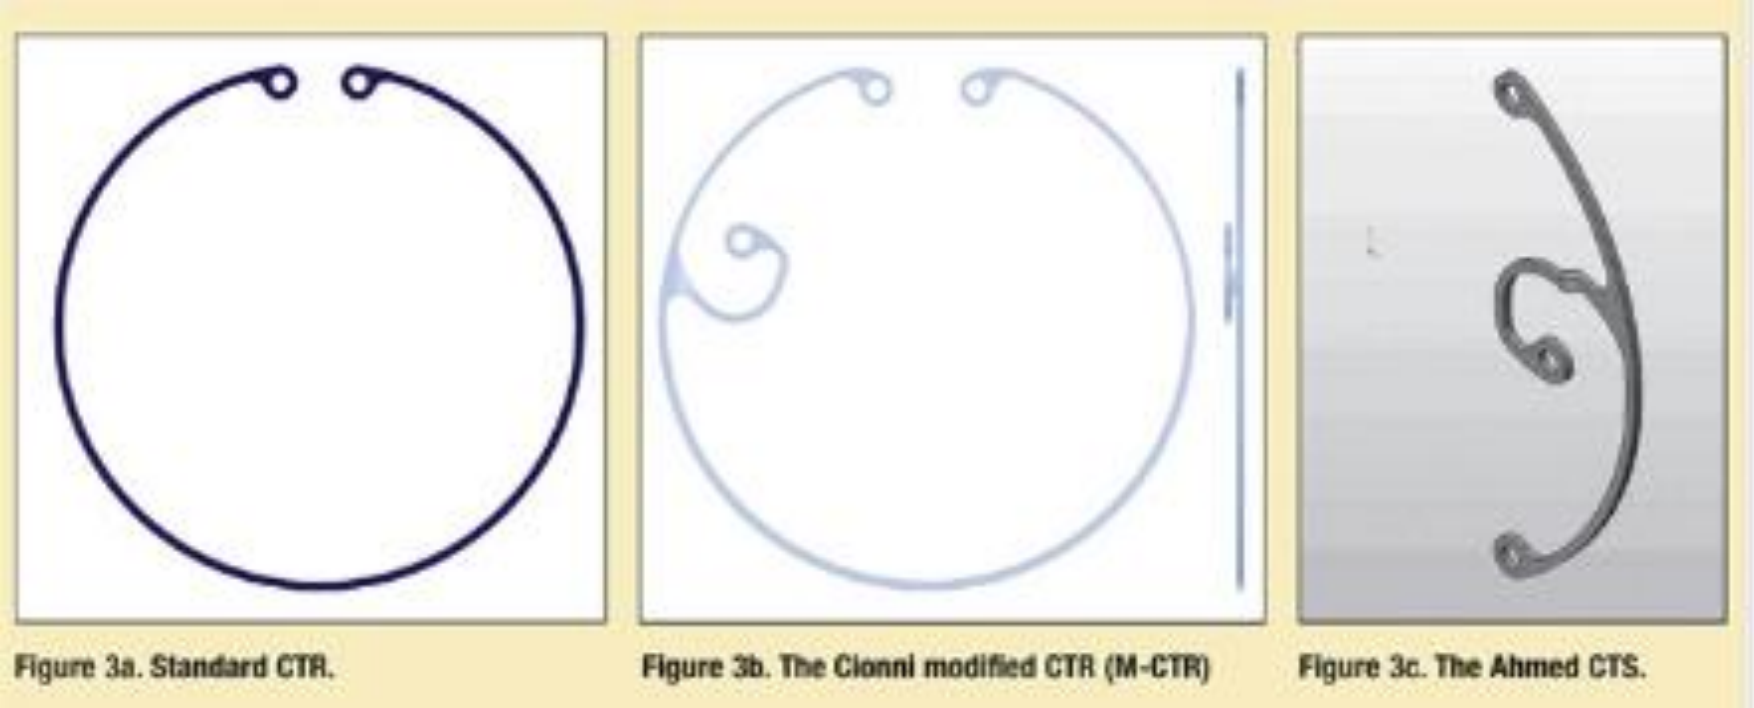 Figure 3a. Standard CTR.
Figure 3b. The Cionni modified CTR (M-CTR)
Figure 3c. The Ahmed CTS.